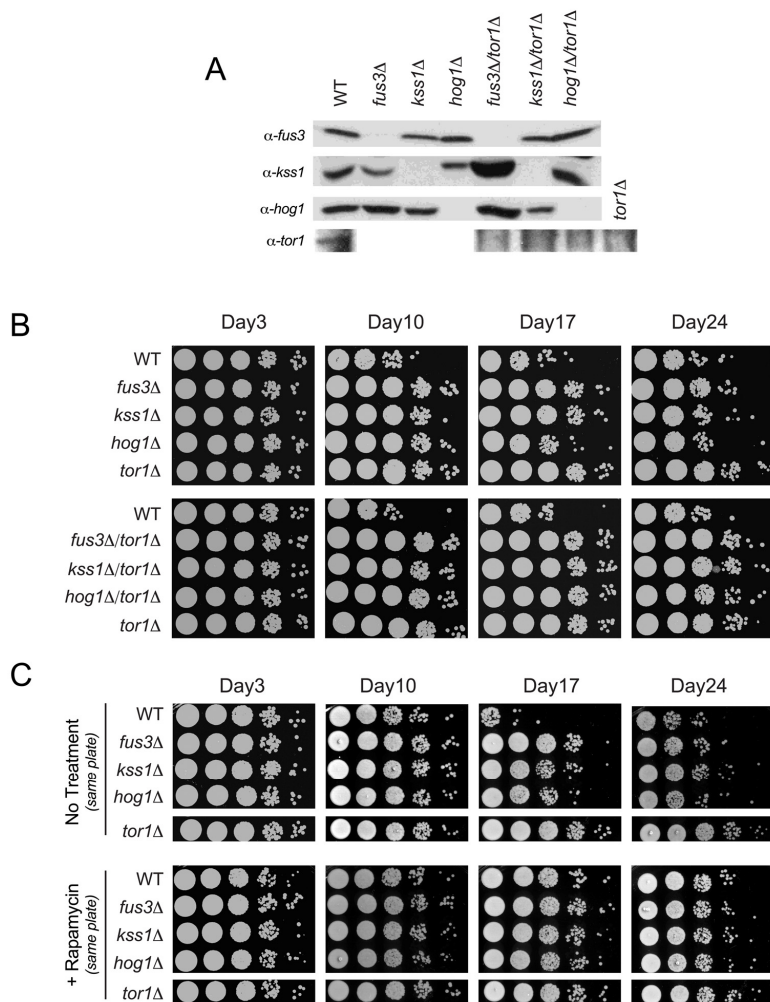 A
WT
fus3Δ
kss1Δ
hog1Δ
fus3Δ/tor1Δ
kss1Δ/tor1Δ
hog1Δ/tor1Δ
α-fus3
α-kss1
α-hog1
tor1Δ
α-tor1
B
Day3 Day10 Day17 Day24
WT
fus3Δ
kss1Δ
hog1Δ
tor1Δ
WT
fus3Δ/tor1Δ
kss1Δ/tor1Δ
hog1Δ/tor1Δ
tor1Δ
C
Day3 Day10 Day17 Day24
No Treatment
(same plate)
WT
fus3Δ
kss1Δ
hog1Δ
tor1Δ
+ Rapamycin
(same plate)
WT
fus3Δ
kss1Δ
hog1Δ
tor1Δ